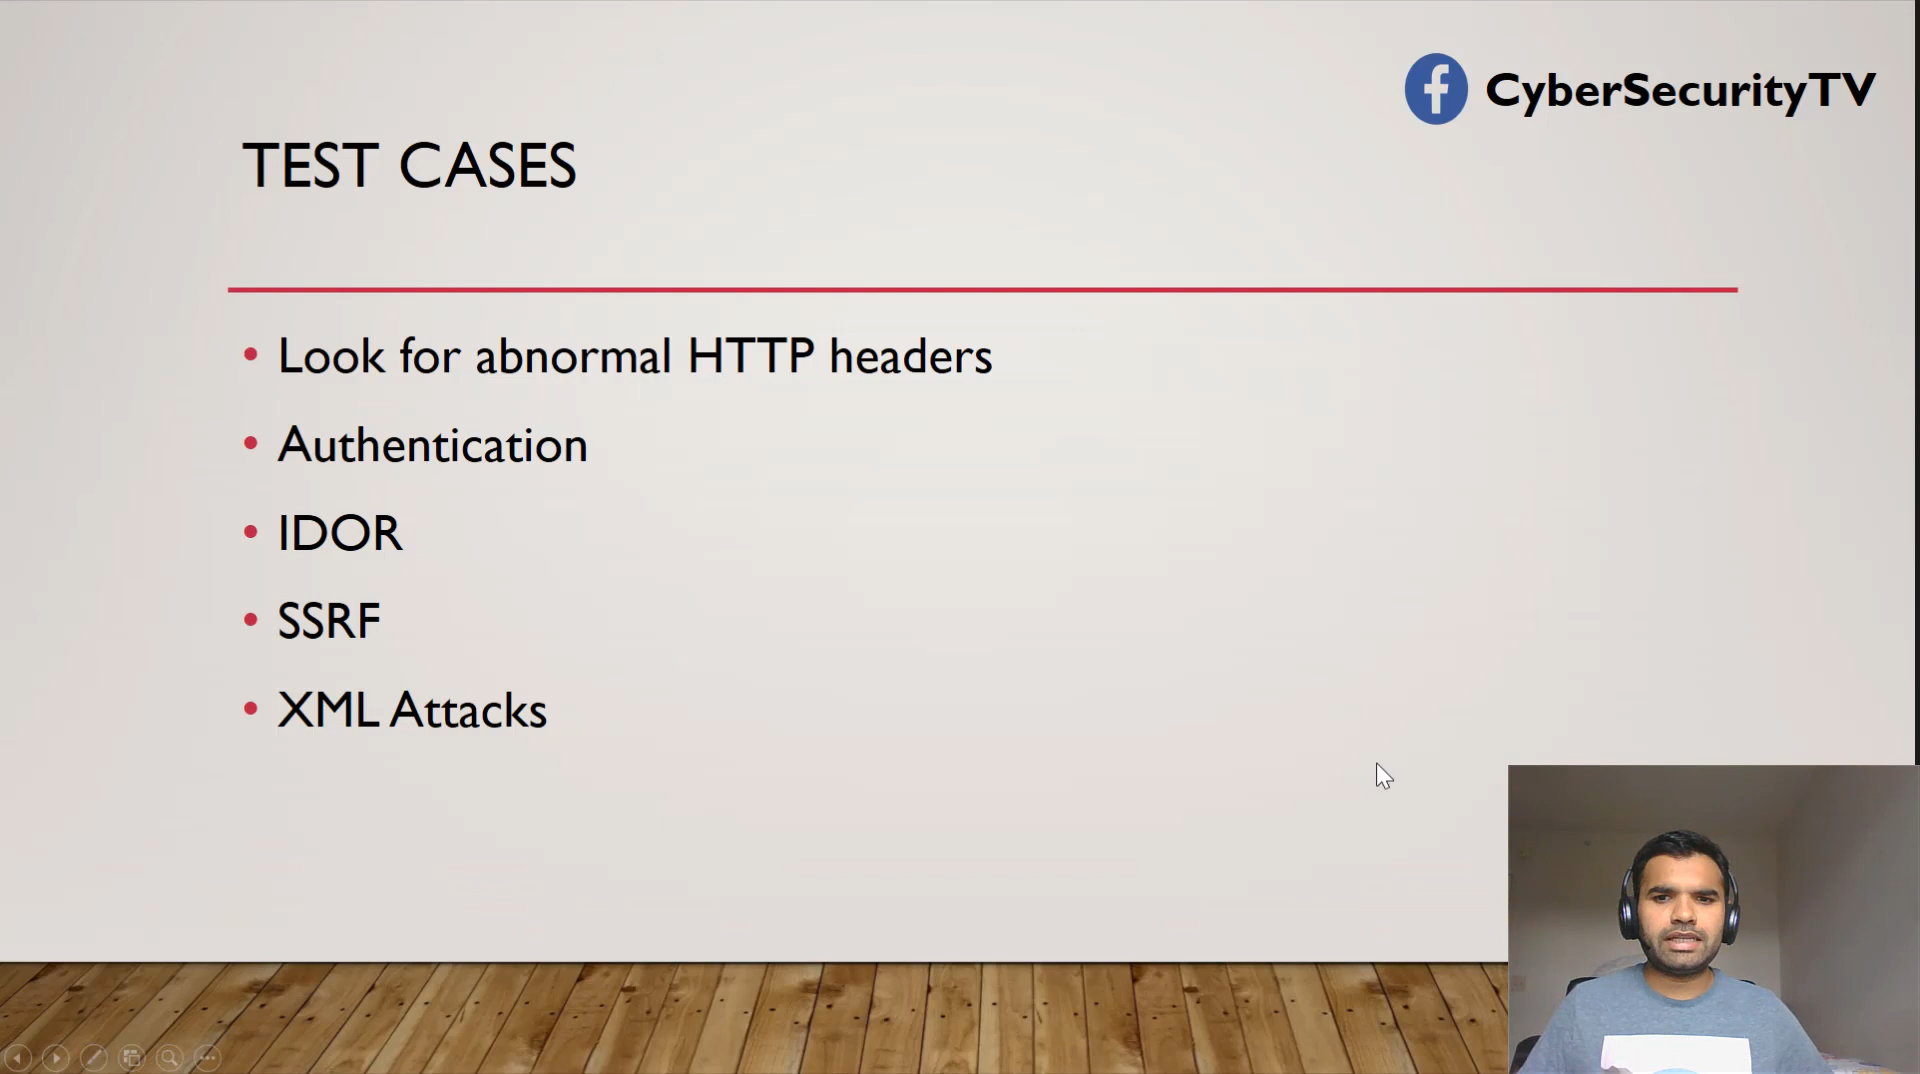 CyberSecurityTV
TEST CASES
• Look for abnormal HTTP headers
• Authentication
• IDOR
• SSRF
• XML Attacks